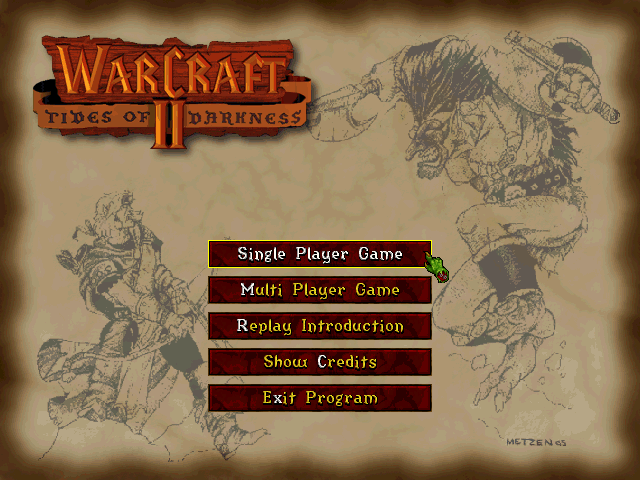 WARCRAFT
II
TIDES OF DARKNESS
Single Player Game
Multi Player Game
Replay Introduction
Show Credits
Exit Program
METZEN 95